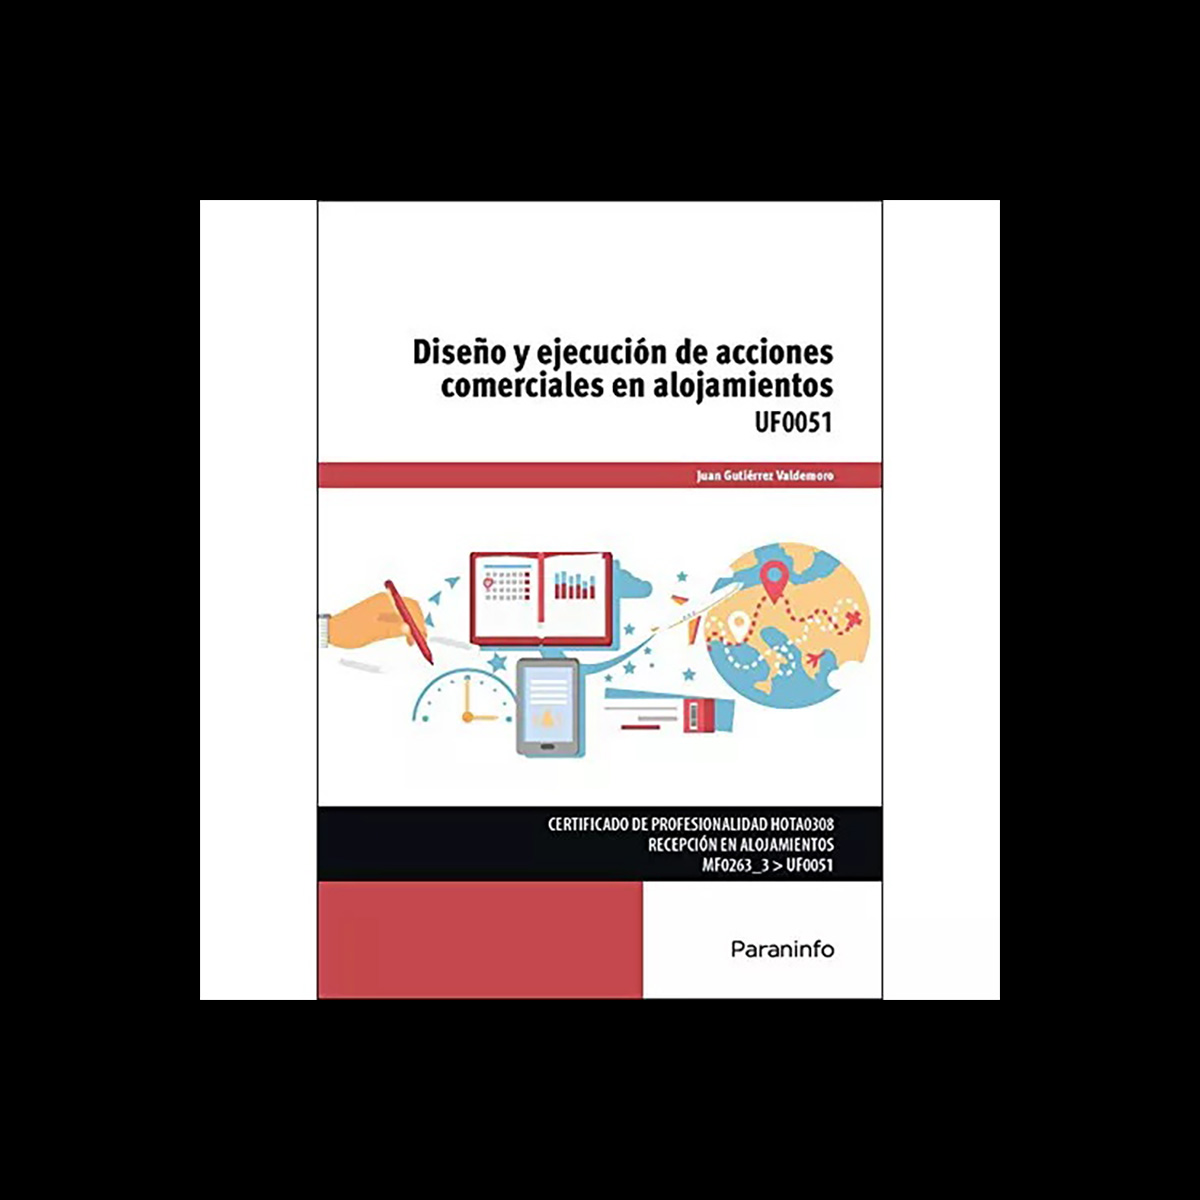 Diseño y ejecución de acciones
comerciales en alojamientos
UF0051
Juan Gutiérrez Valdemoro
CERTIFICADO DE PROFESIONALIDAD HOTA0308
RECEPCIÓN EN ALOJAMIENTOS
MF0263_3 > UF0051
Paraninfo